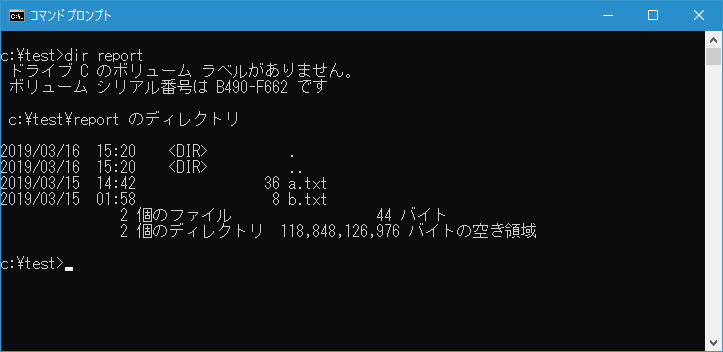 コマンドプロンプト
c:\test>dir report
 ドライブ C のボリューム ラベルがありません。
 ボリューム シリアル番号は B490-F662 です
 c:\test\report のディレクトリ
2019/03/16  15:20    <DIR>          .
2019/03/16  15:20    <DIR>          ..
2019/03/15  14:42                36 a.txt
2019/03/15  01:58                 8 b.txt
               2 個のファイル                  44 バイト
               2 個のディレクトリ  118,848,126,976 バイトの空き領域
c:\test>